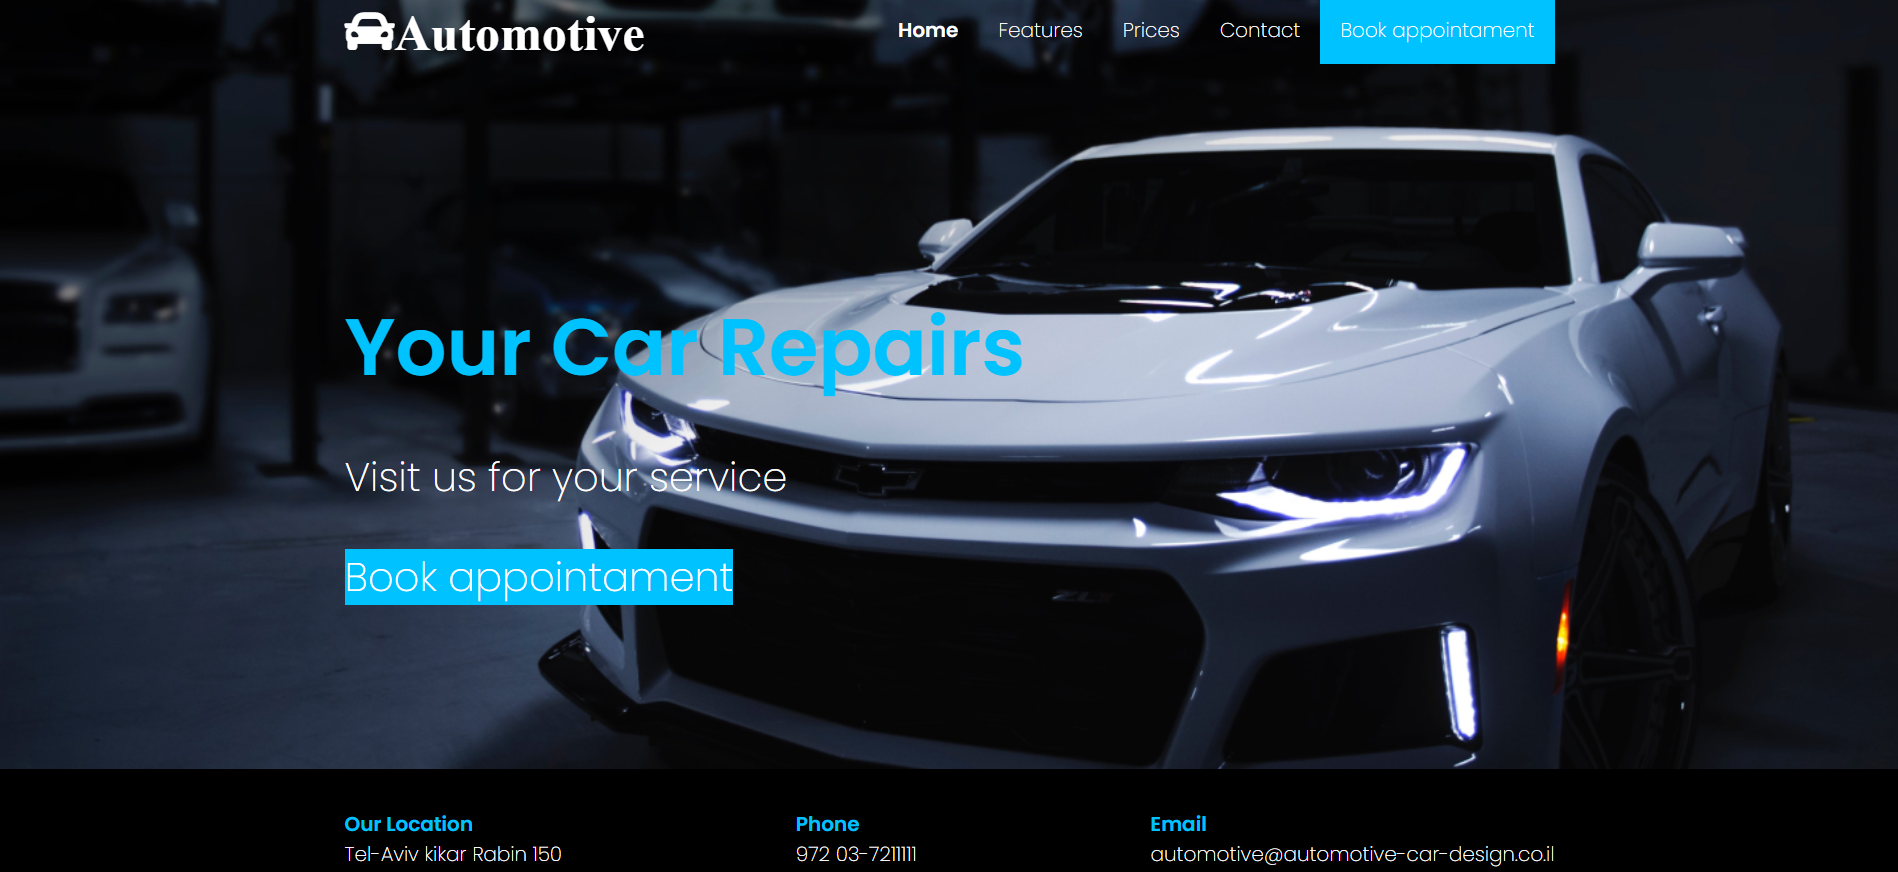 Automotive
Home Features Prices Contact Book appointament
Your Car Repairs
Visit us for your service
Book appointament
Our Location
Tel-Aviv kikar Rabin 150
Phone
972 03-7211111
Email
automotive@automotive-car-design.co.il